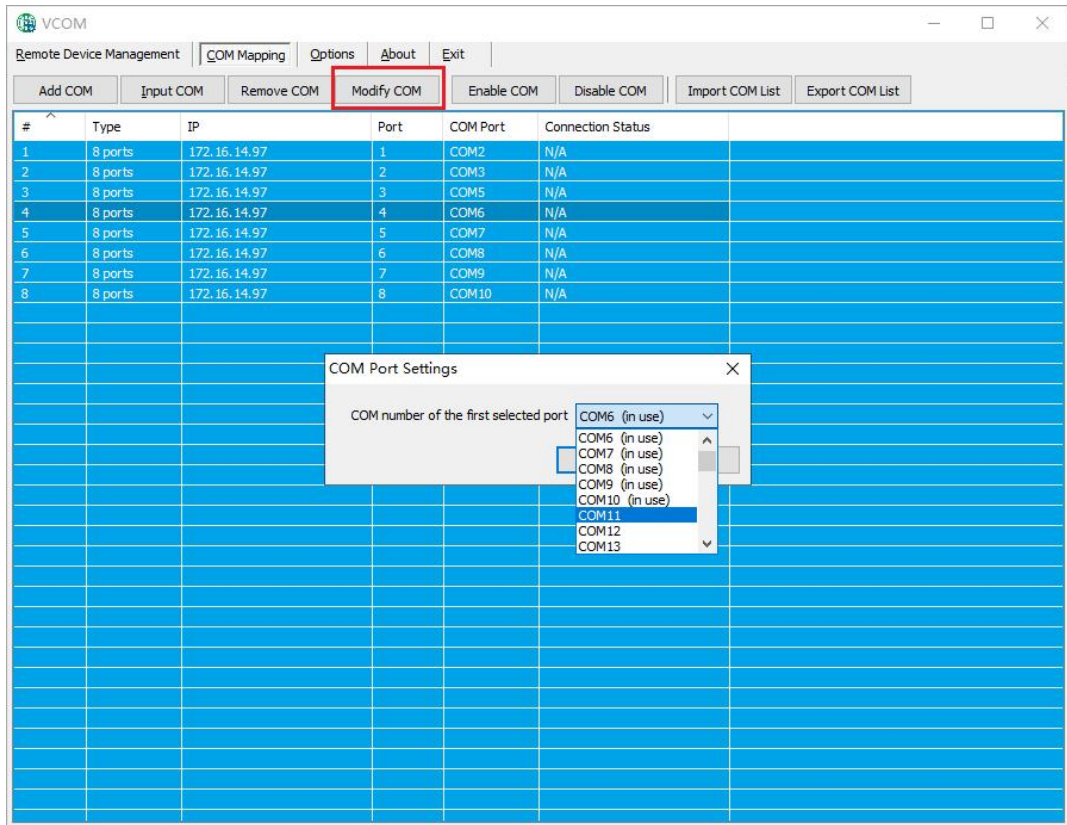 VCOM
Remote Device Management COM Mapping Options About Exit
Add COM Input COM Remove COM Modify COM Enable COM Disable COM Import COM List Export COM List
# Type IP Port COM Port Connection Status
1 8 ports 172.16.14.97 1 COM2 N/A
2 8 ports 172.16.14.97 2 COM3 N/A
3 8 ports 172.16.14.97 3 COM5 N/A
4 8 ports 172.16.14.97 4 COM6 N/A
5 8 ports 172.16.14.97 5 COM7 N/A
6 8 ports 172.16.14.97 6 COM8 N/A
7 8 ports 172.16.14.97 7 COM9 N/A
8 8 ports 172.16.14.97 8 COM10 N/A
COM Port Settings
COM number of the first selected port COM6 (in use)
COM6 (in use)
COM7 (in use)
COM8 (in use)
COM9 (in use)
COM10 (in use)
COM11
COM12
COM13